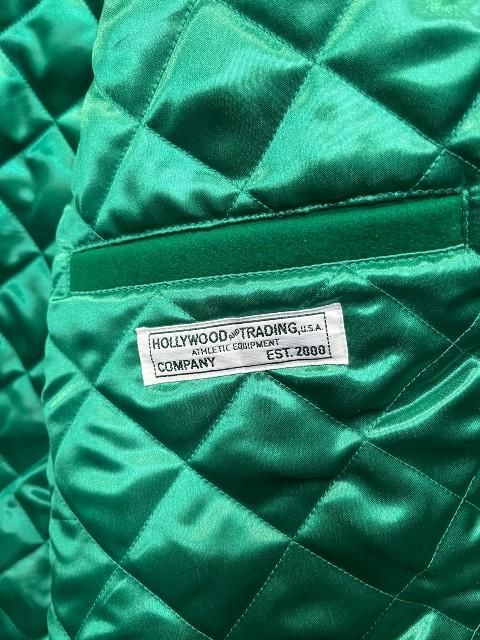 HOLLYWOOD AND TRADING, U.S.A.
ATHLETIC EQUIPMENT
COMPANY EST. 2000